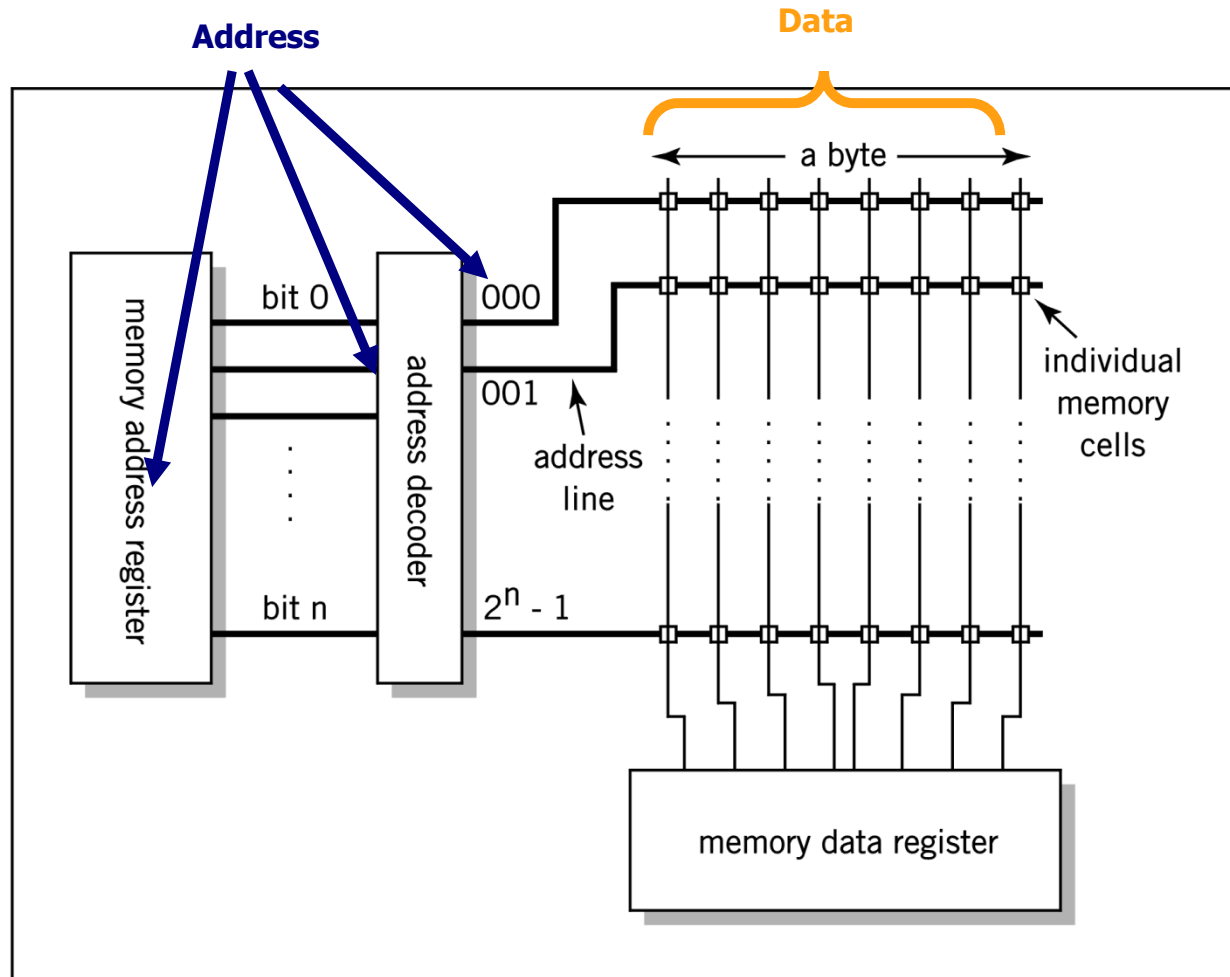 Address
Data
a byte
memory address register
bit 0
bit n
address decoder
000
001
2ⁿ - 1
address
line
individual
memory
cells
memory data register